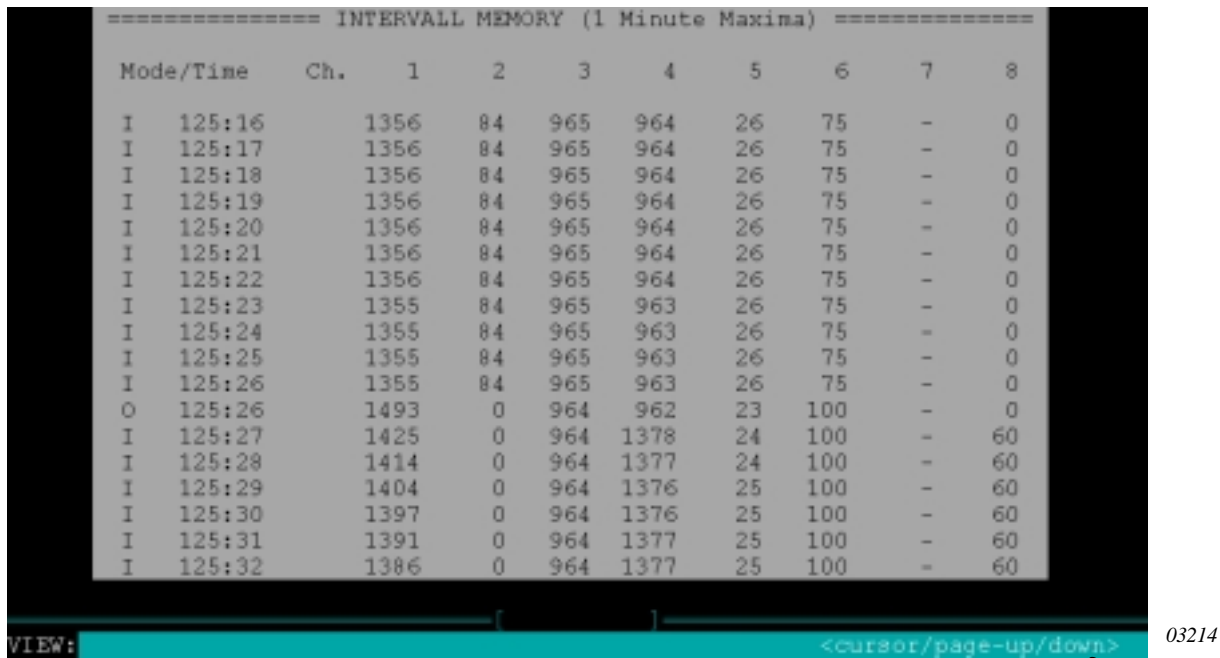 =============== INTERVALL MEMORY (1 Minute Maxima) ===============
Mode/Time Ch. 1 2 3 4 5 6 7 8
I 125:16 1356 84 965 964 26 75 - 0
I 125:17 1356 84 965 964 26 75 - 0
I 125:18 1356 84 965 964 26 75 - 0
I 125:19 1356 84 965 964 26 75 - 0
I 125:20 1356 84 965 964 26 75 - 0
I 125:21 1356 84 965 964 26 75 - 0
I 125:22 1356 84 965 964 26 75 - 0
I 125:23 1355 84 965 963 26 75 - 0
I 125:24 1355 84 965 963 26 75 - 0
I 125:25 1355 84 965 963 26 75 - 0
I 125:26 1355 84 965 963 26 75 - 0
O 125:26 1493 0 964 962 23 100 - 0
I 125:27 1425 0 964 1378 24 100 - 60
I 125:28 1414 0 964 1377 24 100 - 60
I 125:29 1404 0 964 1376 25 100 - 60
I 125:30 1397 0 964 1376 25 100 - 60
I 125:31 1391 0 964 1377 25 100 - 60
I 125:32 1386 0 964 1377 25 100 - 60
[ ]
VIEW: <cursor/page-up/down>
03214